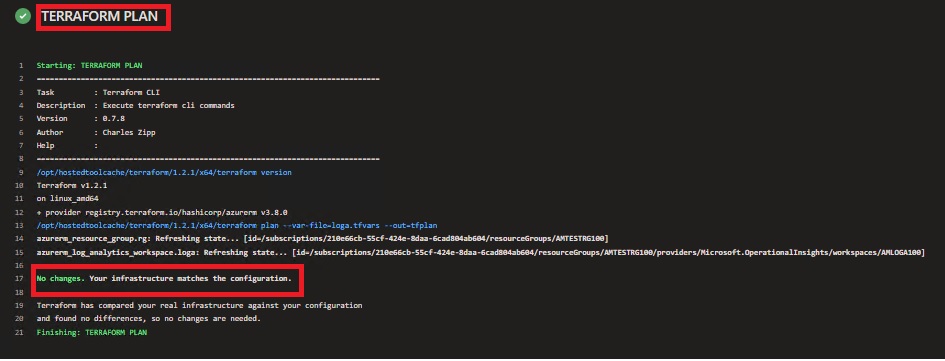 TERRAFORM PLAN
1 Starting: TERRAFORM PLAN
2 ==============================================================================
3 Task         : Terraform CLI
4 Description  : Execute terraform cli commands
5 Version      : 0.7.8
6 Author       : Charles Zipp
7 Help         :
8 ==============================================================================
9 /opt/hostedtoolcache/terraform/1.2.1/x64/terraform version
10 Terraform v1.2.1
11 on linux_amd64
12 + provider registry.terraform.io/hashicorp/azurerm v3.8.0
13 /opt/hostedtoolcache/terraform/1.2.1/x64/terraform plan --var-file=loga.tfvars --out=tfplan
14 azurerm_resource_group.rg: Refreshing state... [id=/subscriptions/210e66cb-55cf-424e-8daa-6cad804ab604/resourceGroups/AMTESTRG100]
15 azurerm_log_analytics_workspace.loga: Refreshing state... [id=/subscriptions/210e66cb-55cf-424e-8daa-6cad804ab604/resourceGroups/AMTESTRG100/providers/Microsoft.OperationalInsights/workspaces/AMLOGA100]
16
17 No changes. Your infrastructure matches the configuration.
18
19 Terraform has compared your real infrastructure against your configuration
20 and found no differences, so no changes are needed.
21 Finishing: TERRAFORM PLAN